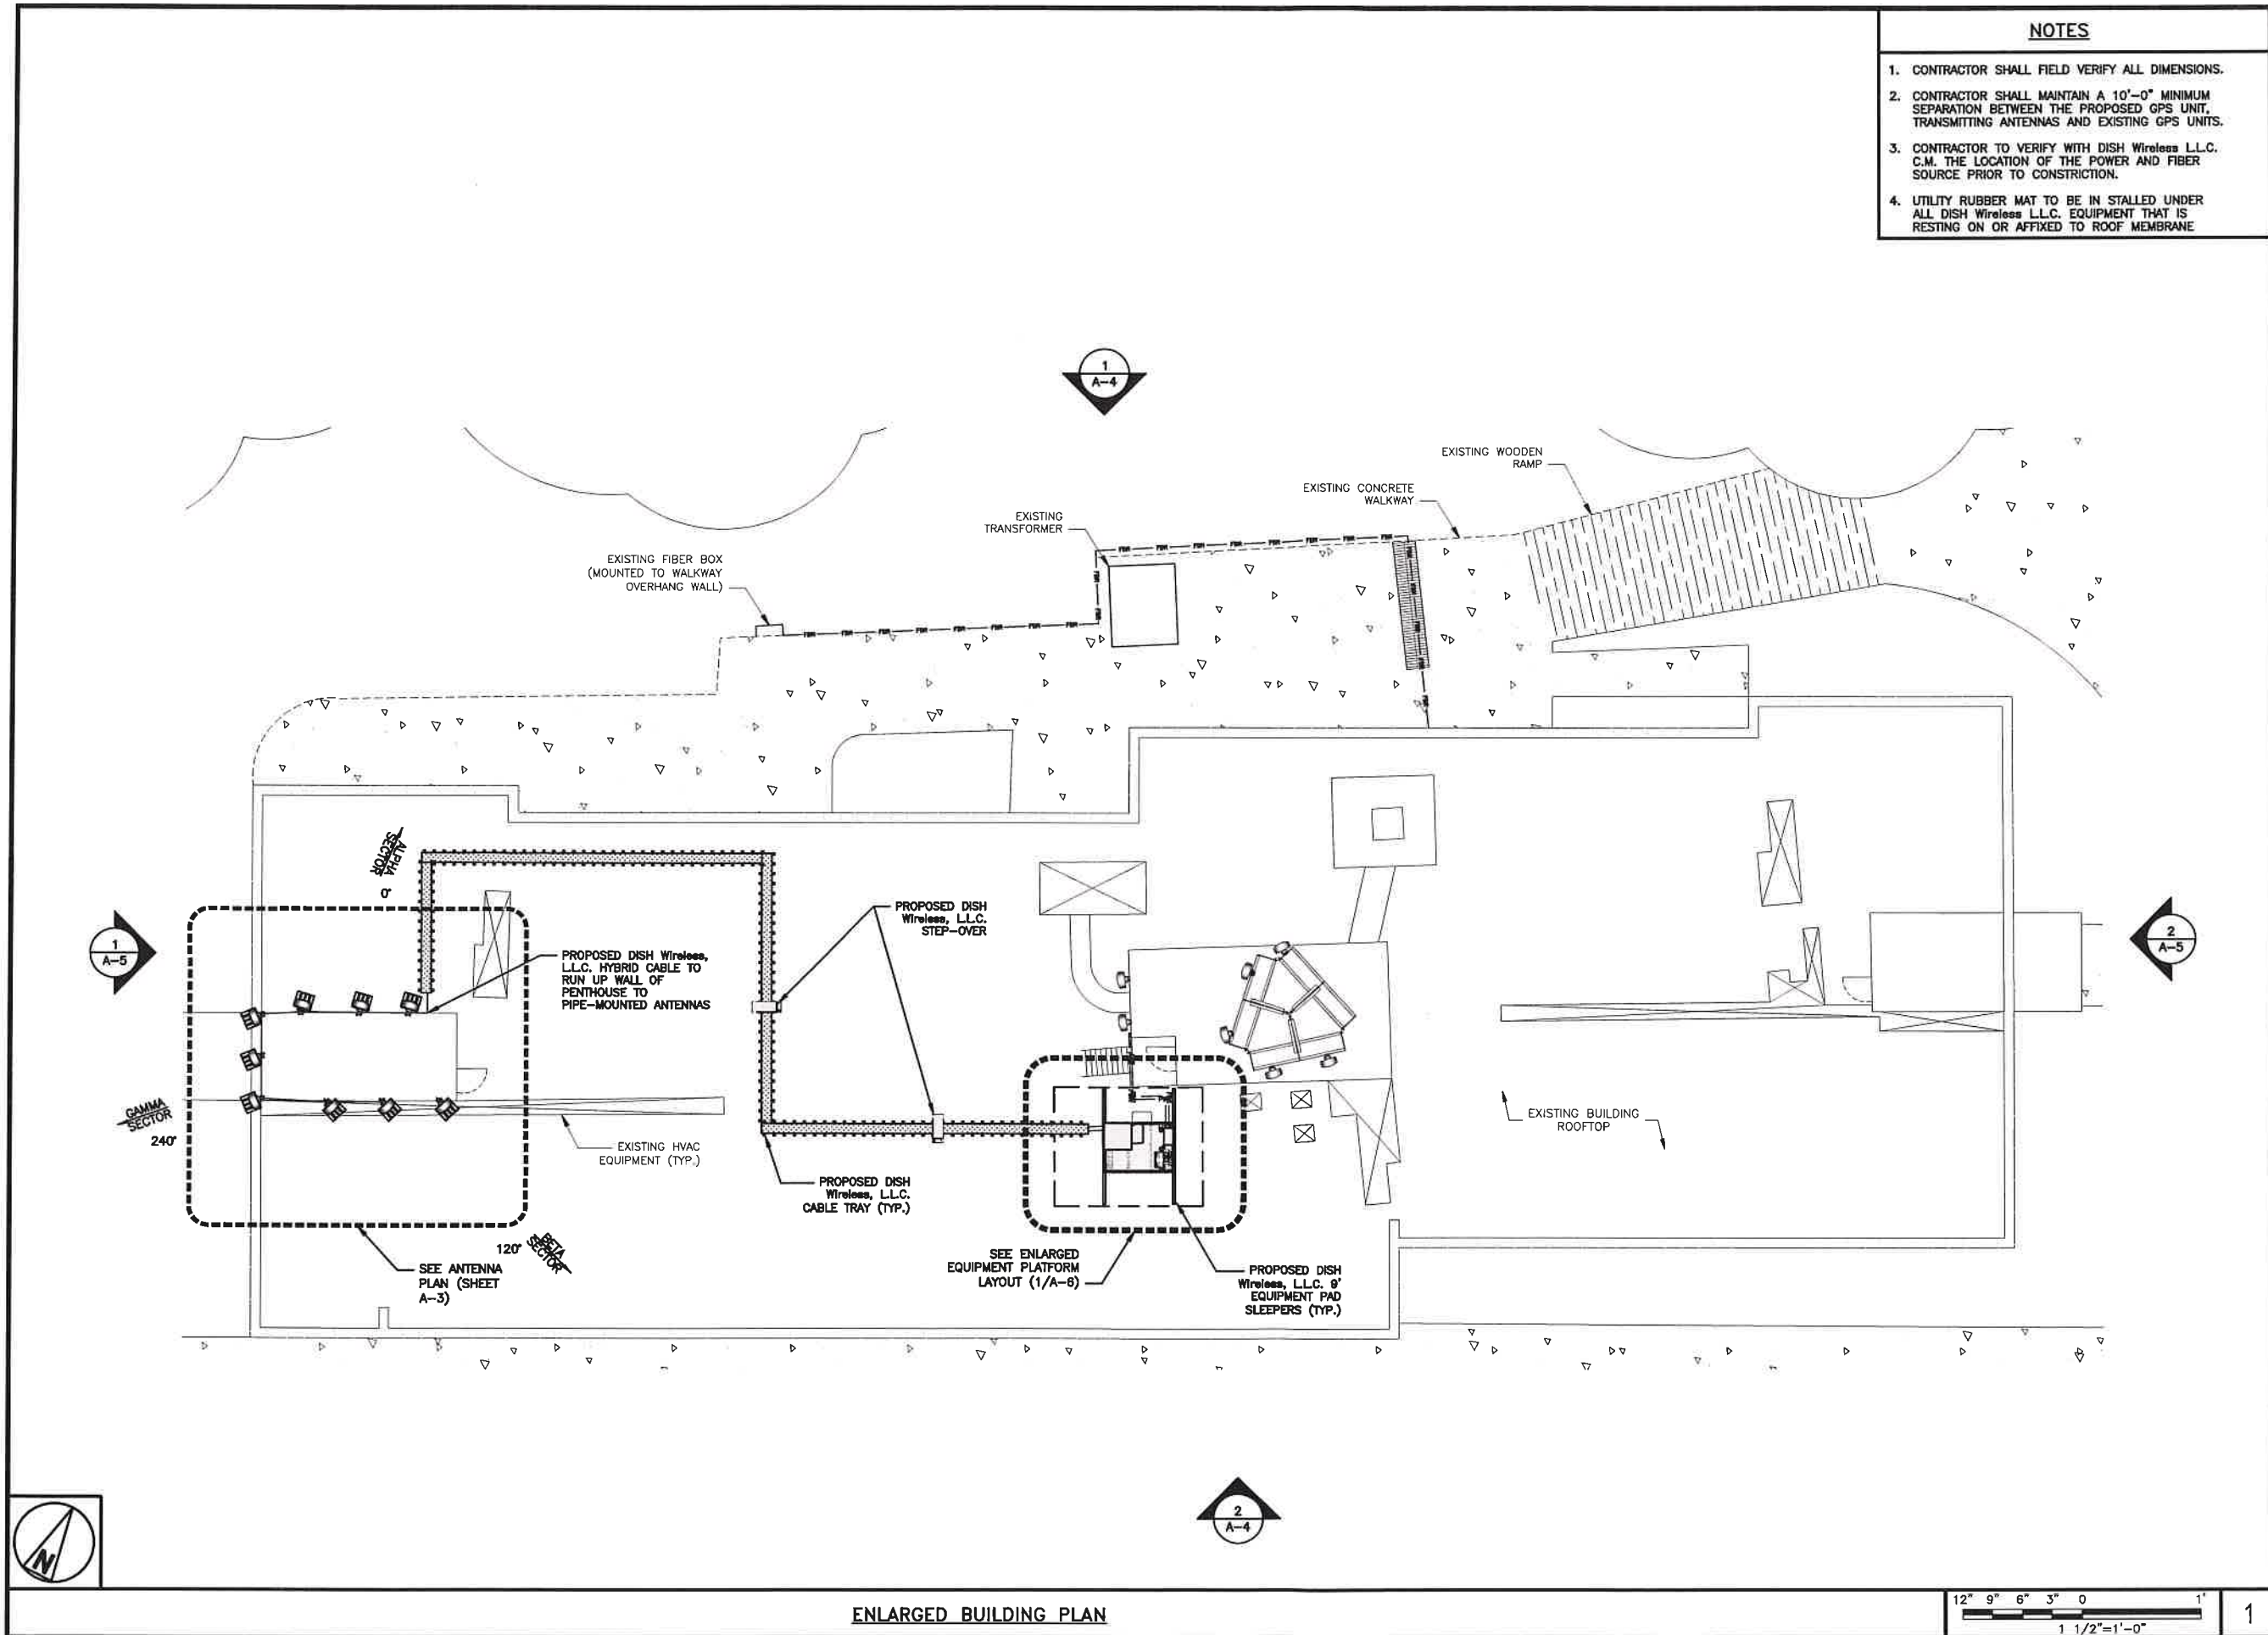 NOTES
1. CONTRACTOR SHALL FIELD VERIFY ALL DIMENSIONS.
2. CONTRACTOR SHALL MAINTAIN A 10'-0" MINIMUM
SEPARATION BETWEEN THE PROPOSED GPS UNIT,
TRANSMITTING ANTENNAS AND EXISTING GPS UNITS.
3. CONTRACTOR TO VERIFY WITH DISH Wireless L.L.C.
C.M. THE LOCATION OF THE POWER AND FIBER
SOURCE PRIOR TO CONSTRICTION.
4. UTILITY RUBBER MAT TO BE IN STALLED UNDER
ALL DISH Wireless L.L.C. EQUIPMENT THAT IS
RESTING ON OR AFFIXED TO ROOF MEMBRANE
1
A-4
EXISTING WOODEN
RAMP
EXISTING CONCRETE
WALKWAY
EXISTING
TRANSFORMER
EXISTING FIBER BOX
(MOUNTED TO WALKWAY
OVERHANG WALL)
ALPHA
SECTOR
0°
PROPOSED DISH
Wireless, L.L.C.
STEP-OVER
1
A-5
2
A-5
PROPOSED DISH Wireless,
L.L.C. HYBRID CABLE TO
RUN UP WALL OF
PENTHOUSE TO
PIPE-MOUNTED ANTENNAS
GAMMA
SECTOR
240°
EXISTING HVAC
EQUIPMENT (TYP.)
EXISTING BUILDING
ROOFTOP
PROPOSED DISH
Wireless, L.L.C.
CABLE TRAY (TYP.)
120°
BETA
SECTOR
SEE ANTENNA
PLAN (SHEET
A-3)
SEE ENLARGED
EQUIPMENT PLATFORM
LAYOUT (1/A-6)
PROPOSED DISH
Wireless, L.L.C. 9'
EQUIPMENT PAD
SLEEPERS (TYP.)
2
A-4
N
ENLARGED BUILDING PLAN
12" 9" 6" 3" 0 1'
1 1/2"=1'-0"
1